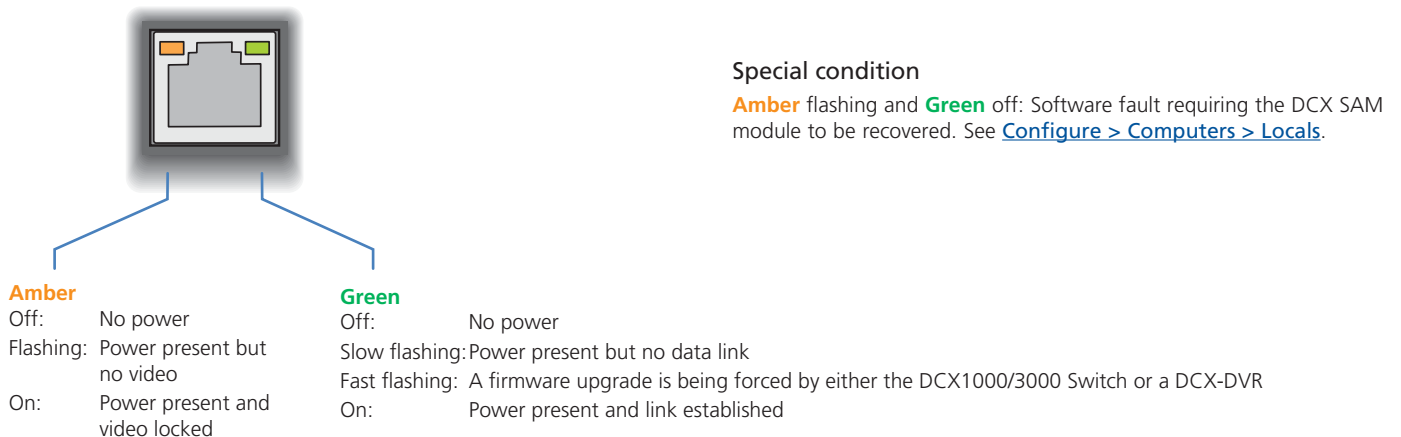 Special condition
Amber flashing and Green off: Software fault requiring the DCX SAM
module to be recovered. See Configure > Computers > Locals.
Amber
Off: No power
Flashing: Power present but
no video
On: Power present and
video locked
Green
Off: No power
Slow flashing: Power present but no data link
Fast flashing: A firmware upgrade is being forced by either the DCX1000/3000 Switch or a DCX-DVR
On: Power present and link established